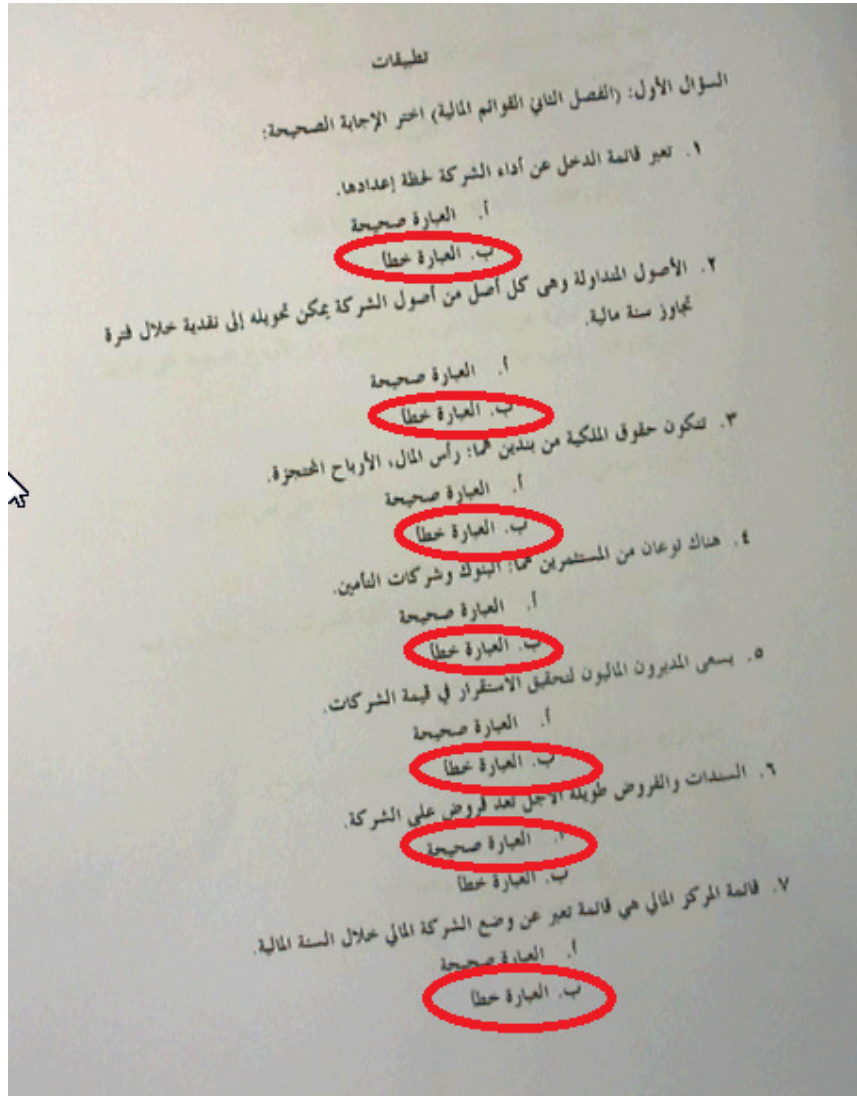 تطبيقات
السؤال الأول: (الفصل الثاني القوائم المالية) اختر الإجابة الصحيحة:
١. تعبر قائمة الدخل عن أداء الشركة لحظة إعدادها.
أ. العبارة صحيحة
ب. العبارة خطأ
٢. الأصول المتداولة وهى كل أصل من أصول الشركة يمكن تحويله إلى نقدية خلال فترة
تجاوز سنة مالية.
أ. العبارة صحيحة
ب. العبارة خطأ
٣. تتكون حقوق الملكية من بندين هما: رأس المال، الأرباح المحتجزة.
أ. العبارة صحيحة
ب. العبارة خطأ
٤. هناك نوعان من المستثمرين هما: البنوك وشركات التأمين.
أ. العبارة صحيحة
ب. العبارة خطأ
٥. يسعى المديرون الماليون لتحقيق الاستقرار في قيمة الشركات.
أ. العبارة صحيحة
ب. العبارة خطأ
٦. السندات والقروض طويلة الأجل تعد قروض على الشركة.
أ. العبارة صحيحة
ب. العبارة خطأ
٧. قائمة المركز المالي هي قائمة تعبر عن وضع الشركة المالي خلال السنة المالية.
أ. العبارة صحيحة
ب. العبارة خطأ